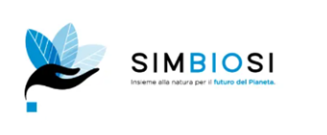 SIMBIOSI
Insieme alla natura per il futuro del Pianeta.